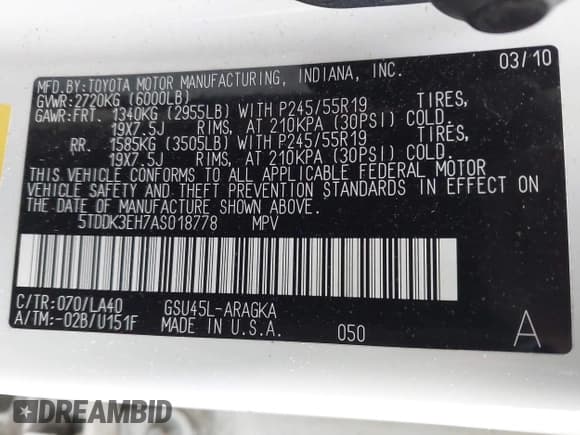 MFD.BY:TOYOTA MOTOR MANUFACTURING, INDIANA, INC. 03/10
GVWR:2720KG (6000LB)
GAWR:FRT. 1340KG (2955LB) WITH P245/55R19 TIRES,
19X7.5J RIMS, AT 210KPA (30PSI) COLD.
RR. 1585KG (3505LB) WITH P245/55R19 TIRES,
19X7.5J RIMS, AT 210KPA (30PSI) COLD.
THIS VEHICLE CONFORMS TO ALL APPLICABLE FEDERAL MOTOR
VEHICLE SAFETY AND THEFT PREVENTION STANDARDS IN EFFECT ON
THE DATE OF MANUFACTURE SHOWN ABOVE.
5TDDK3EH7AS018778 MPV
C/TR:070/LA40 GSU45L-ARAGKA
A/TM:-02B/U151F MADE IN U.S.A. 050 A
DREAMBID